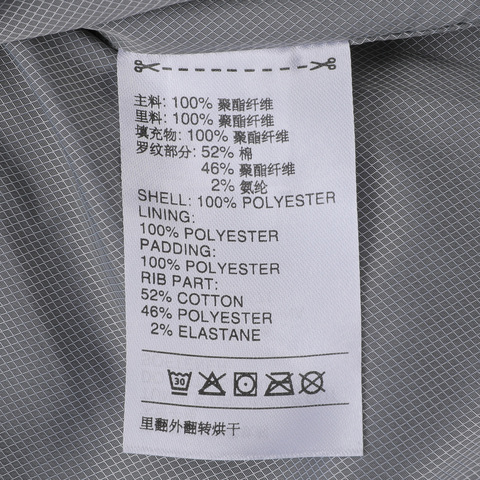 主料: 100% 聚酯纤维
里料: 100% 聚酯纤维
填充物: 100% 聚酯纤维
罗纹部分: 52% 棉
46% 聚酯纤维
2% 氨纶
SHELL: 100% POLYESTER
LINING:
100% POLYESTER
PADDING:
100% POLYESTER
RIB PART:
52% COTTON
46% POLYESTER
2% ELASTANE
30
里翻外翻转烘干